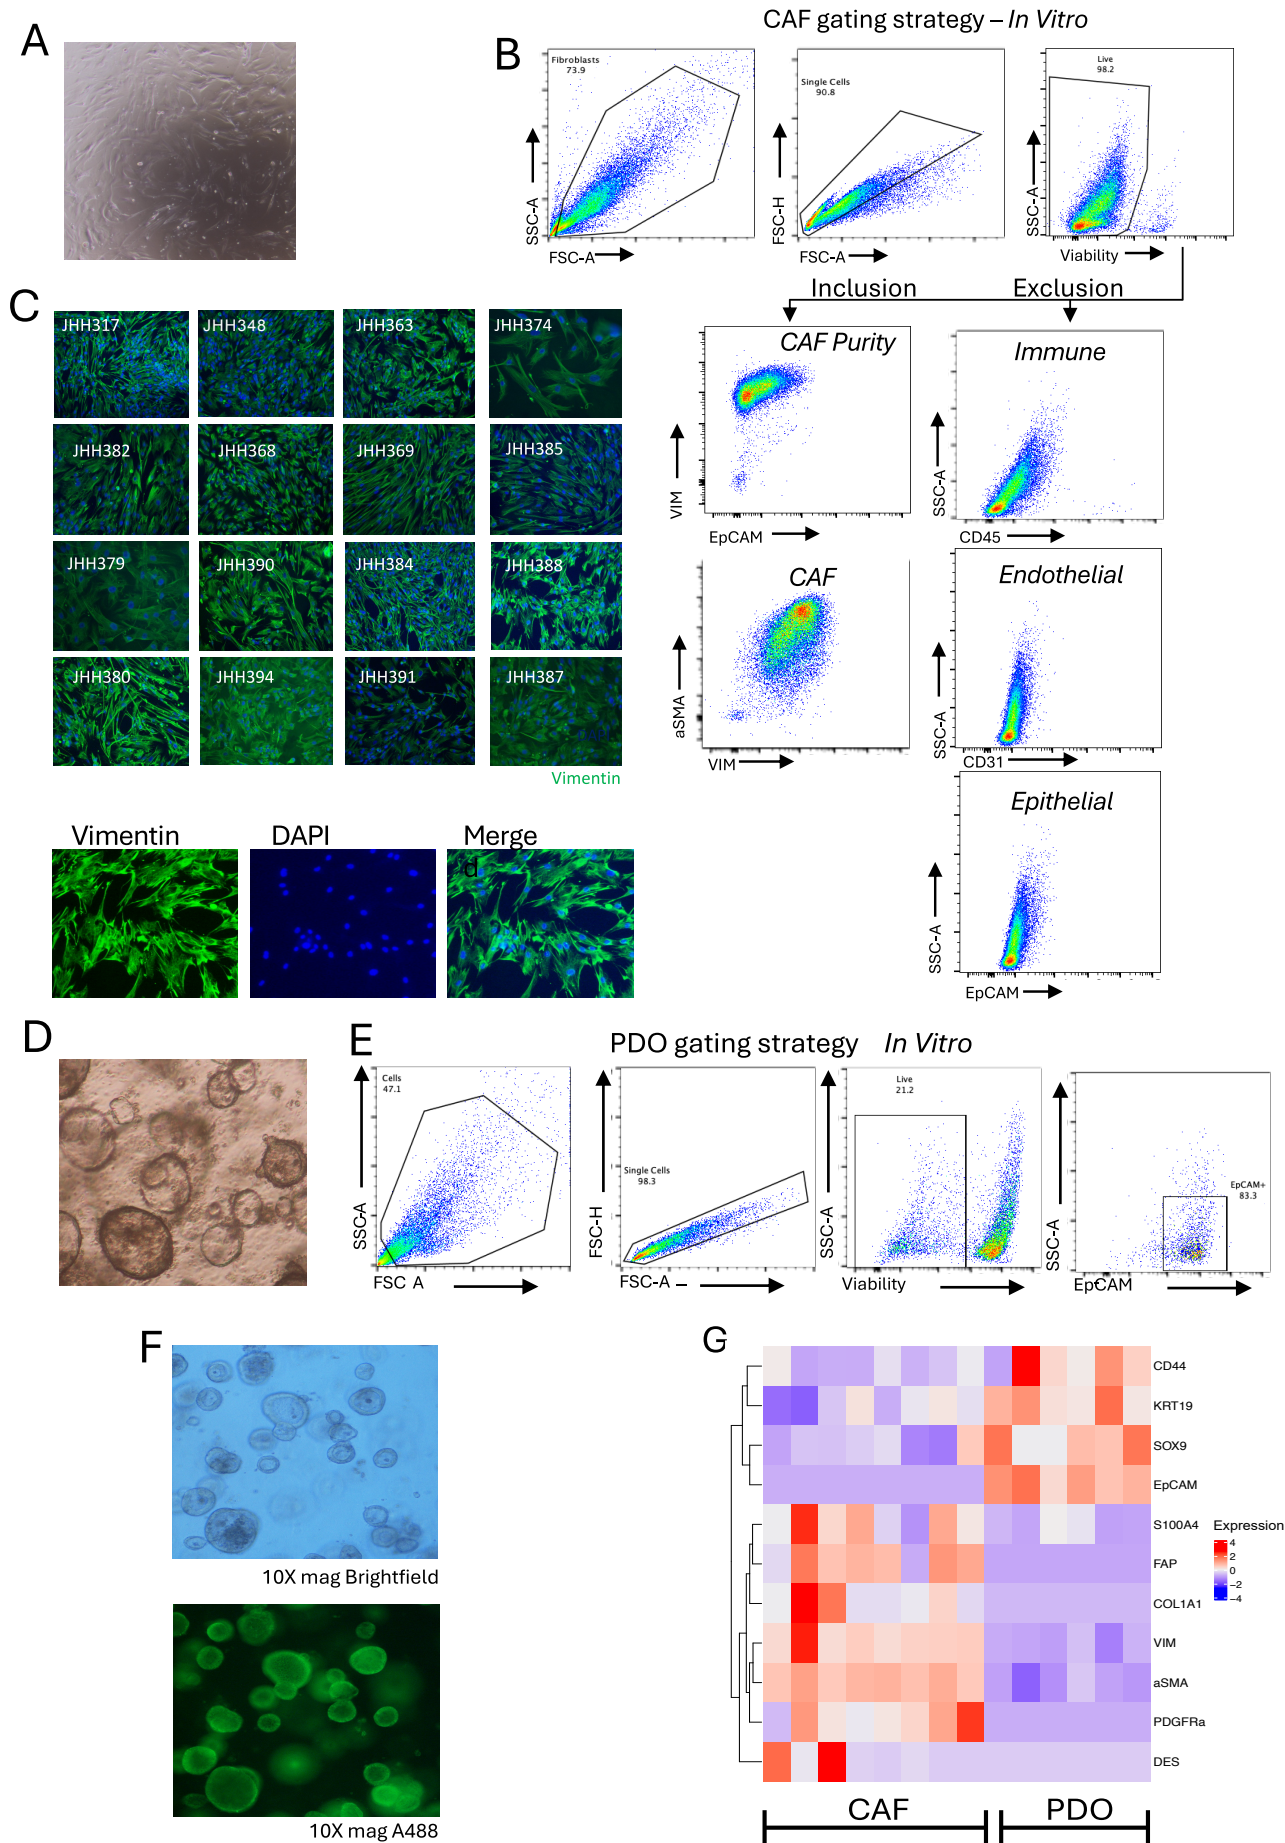 A
B
CAF gating strategy – In Vitro
Fibroblasts
73.9
SSC-A
FSC-A
Single Cells
90.8
FSC-H
FSC-A
Live
98.2
SSC-A
Viability
Inclusion
Exclusion
CAF Purity
VIM
EpCAM
Immune
SSC-A
CD45
CAF
aSMA
VIM
Endothelial
SSC-A
CD31
Epithelial
SSC-A
EpCAM
C
JHH317
JHH348
JHH363
JHH374
JHH382
JHH368
JHH369
JHH385
JHH379
JHH390
JHH384
JHH388
JHH380
JHH394
JHH391
JHH387
Vimentin
Vimentin
DAPI
Merge
d
D
E
PDO gating strategy In Vitro
Cells
47.1
SSC-A
FSC A
Single Cells
98.3
FSC-H
FSC-A –
Live
21.2
SSC-A
Viability
EpCAM+
83.3
SSC-A
EpCAM
F
10X mag Brightfield
10X mag A488
G
CD44
KRT19
SOX9
EpCAM
S100A4
FAP
COL1A1
VIM
aSMA
PDGFRa
DES
Expression
4
2
0
−2
−4
CAF
PDO